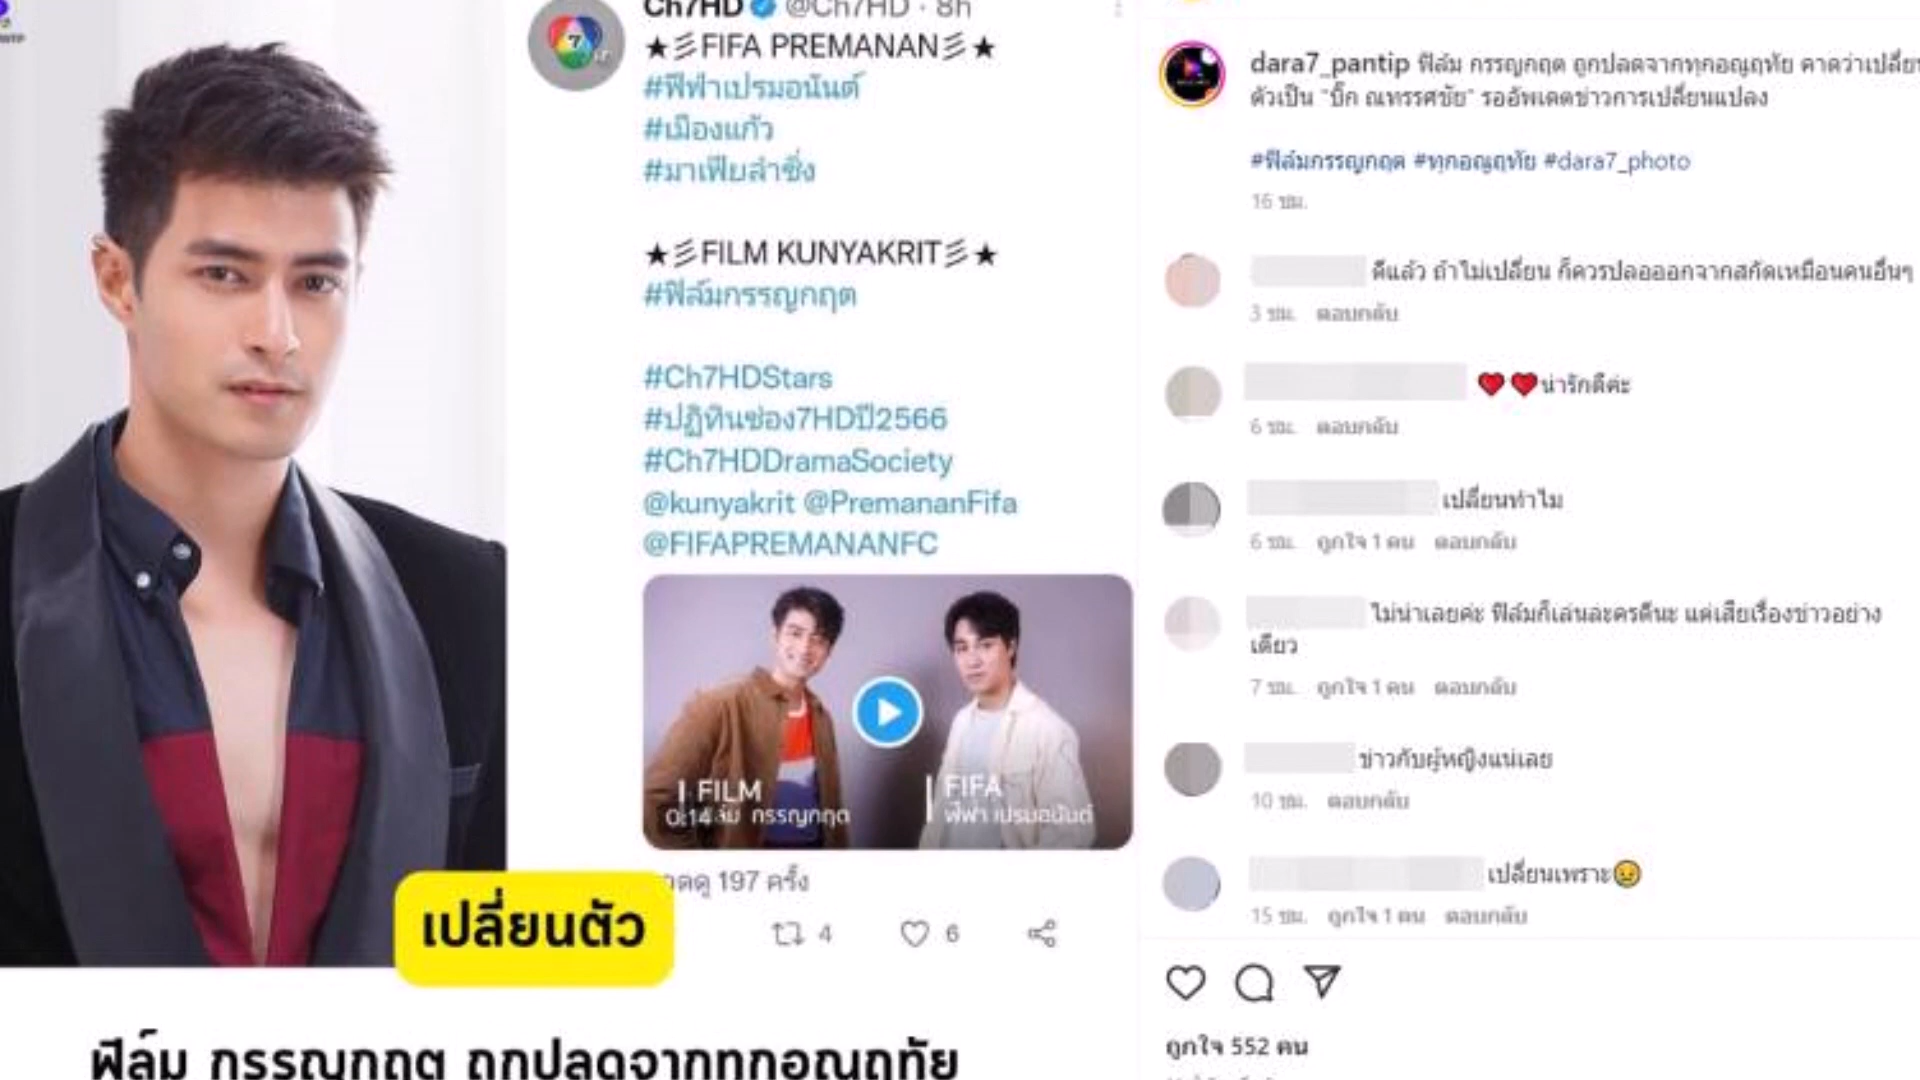 Ch7HD @Ch7HD · 8h
★彡FIFA PREMANAN彡★
#ฟีฟ่าเปรมอนันต์
#เมืองแก้ว
#มาเฟียลำซิ่ง
★彡FILM KUNYAKRIT彡★
#ฟิล์มกรรญกฤต
#Ch7HDStars
#ปฏิทินช่อง7HDปี2566
#Ch7HDDramaSociety
@kunyakrit @PremananFifa
@FIFAPREMANANFC
FILM
0:14 กรรญกฤต
FIFA
ฟีฟ่า เปรมอนันต์
197 ครั้ง
4 6
เปลี่ยนตัว
ฟิล์ม กรรญกฤต ถูกปลดจากทุกอณูฤทัย
dara7_pantip ฟิล์ม กรรญกฤต ถูกปลดจากทุกอณูฤทัย คาดว่าเปลี่ยน
ตัวเป็น "บิ๊ก ณทรรศชัย" รออัพเดตข่าวการเปลี่ยนแปลง
#ฟิล์มกรรญกฤต #ทุกอณูฤทัย #dara7_photo
16 ชม.
ดีแล้ว ถ้าไม่เปลี่ยน ก็ควรปลอออกจากสกัดเหมือนคนอื่นๆ
3 ชม. ตอบกลับ
❤️❤️น่ารักดีค่ะ
6 ชม. ตอบกลับ
เปลี่ยนทำไม
6 ชม. ถูกใจ 1 คน ตอบกลับ
ไม่น่าเลยค่ะ ฟิล์มก็เล่นละครดีนะ แต่เสียเรื่องข่าวอย่าง
เดียว
7 ชม. ถูกใจ 1 คน ตอบกลับ
ข่าวกับผู้หญิงแน่เลย
10 ชม. ตอบกลับ
เปลี่ยนเพราะ😢
15 ชม. ถูกใจ 1 คน ตอบกลับ
ถูกใจ 552 คน